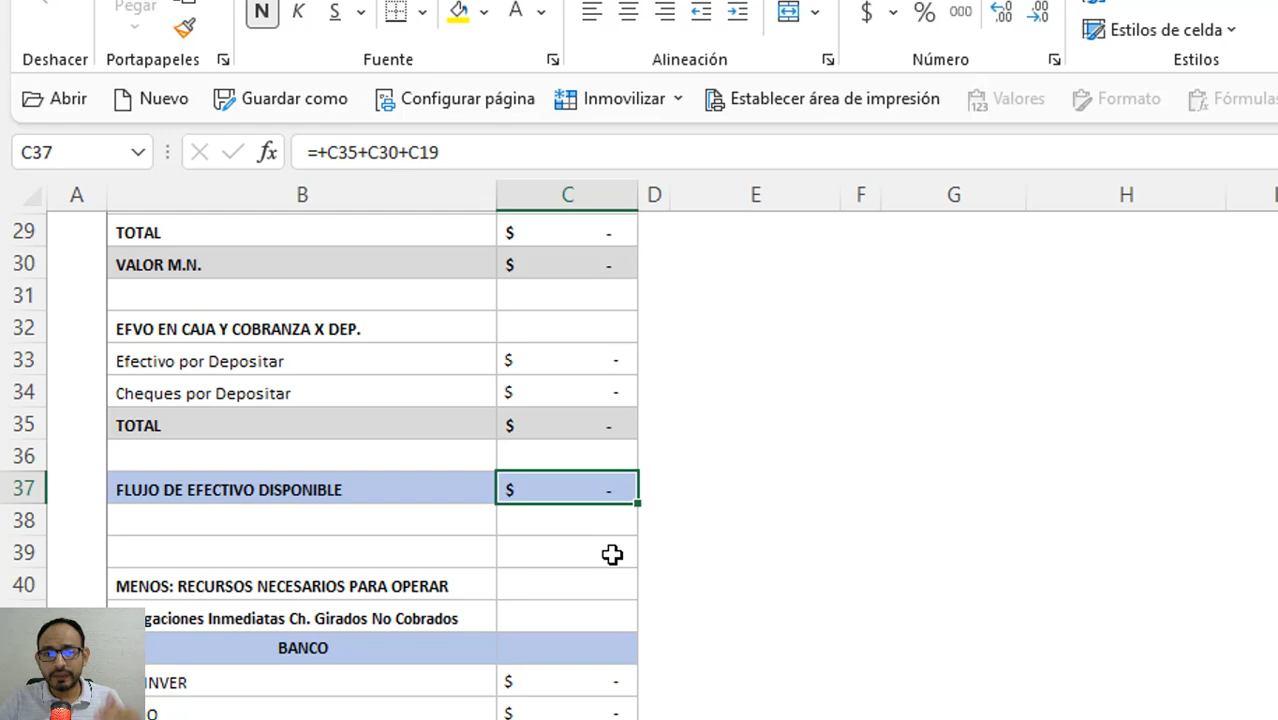 Pegar
N K S A $ % 000
Deshacer Portapapeles Fuente Alineación Número Estilos
Estilos de celda
Abrir Nuevo Guardar como Configurar página Inmovilizar Establecer área de impresión Valores Formato Fórmulas
C37 fx =+C35+C30+C19
A B C D E F G H
29 TOTAL $ -
30 VALOR M.N. $ -
31
32 EFVO EN CAJA Y COBRANZA X DEP.
33 Efectivo por Depositar $ -
34 Cheques por Depositar $ -
35 TOTAL $ -
36
37 FLUJO DE EFECTIVO DISPONIBLE $ -
38
39
40 MENOS: RECURSOS NECESARIOS PARA OPERAR
gaciones Inmediatas Ch. Girados No Cobrados
BANCO
INVER $ -
O $ -